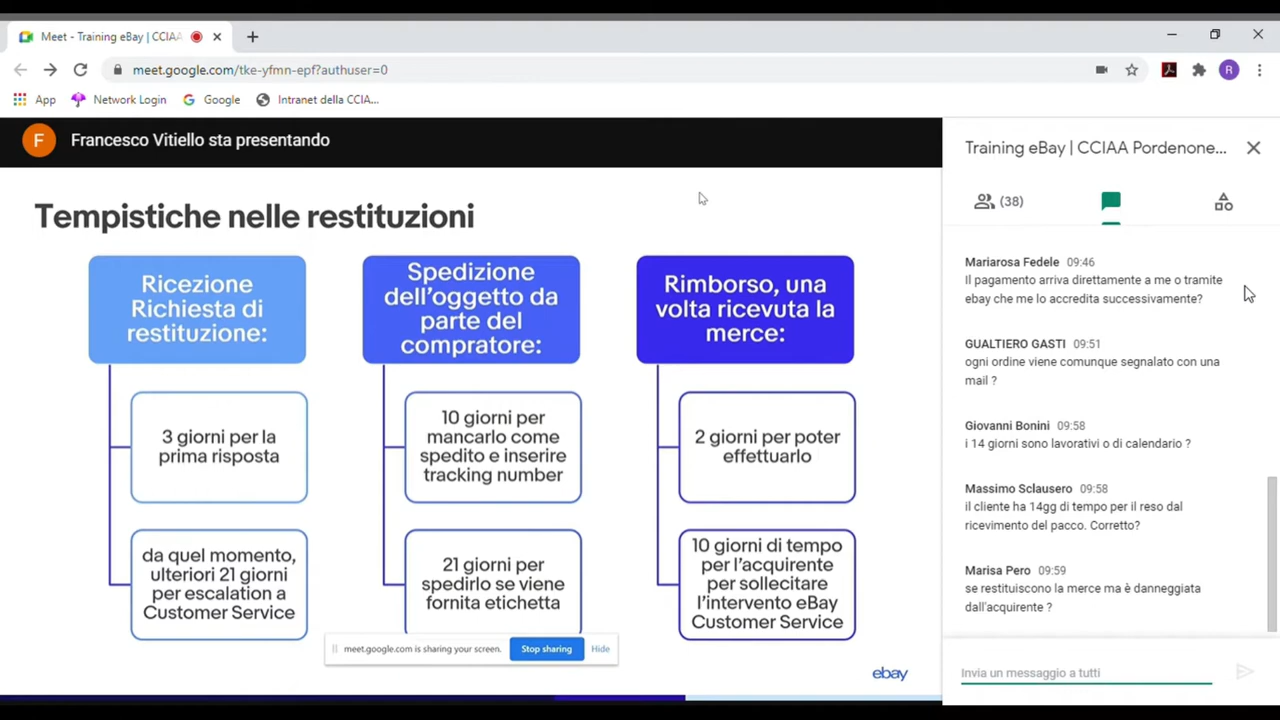 Meet - Training eBay | CCIAA
meet.google.com/tke-yfmn-epf?authuser=0
R
App
Network Login
Google
Intranet della CCIA...
F
Francesco Vitiello sta presentando
Tempistiche nelle restituzioni
Ricezione
Richiesta di
restituzione:
3 giorni per la
prima risposta
da quel momento,
ulteriori 21 giorni
per escalation a
Customer Service
Spedizione
dell'oggetto da
parte del
compratore:
10 giorni per
mancarlo come
spedito e inserire
tracking number
21 giorni per
spedirlo se viene
fornita etichetta
Rimborso, una
volta ricevuta la
merce:
2 giorni per poter
effettuarlo
10 giorni di tempo
per l'acquirente
per sollecitare
l'intervento eBay
Customer Service
meet.google.com is sharing your screen.
Stop sharing
Hide
ebay
Training eBay | CCIAA Pordenone...
(38)
Mariarosa Fedele 09:46
Il pagamento arriva direttamente a me o tramite
ebay che me lo accredita successivamente?
GUALTIERO GASTI 09:51
ogni ordine viene comunque segnalato con una
mail ?
Giovanni Bonini 09:58
i 14 giorni sono lavorativi o di calendario ?
Massimo Sclausero 09:58
il cliente ha 14gg di tempo per il reso dal
ricevimento del pacco. Corretto?
Marisa Pero 09:59
se restituiscono la merce ma è danneggiata
dall'acquirente ?
Invia un messaggio a tutti